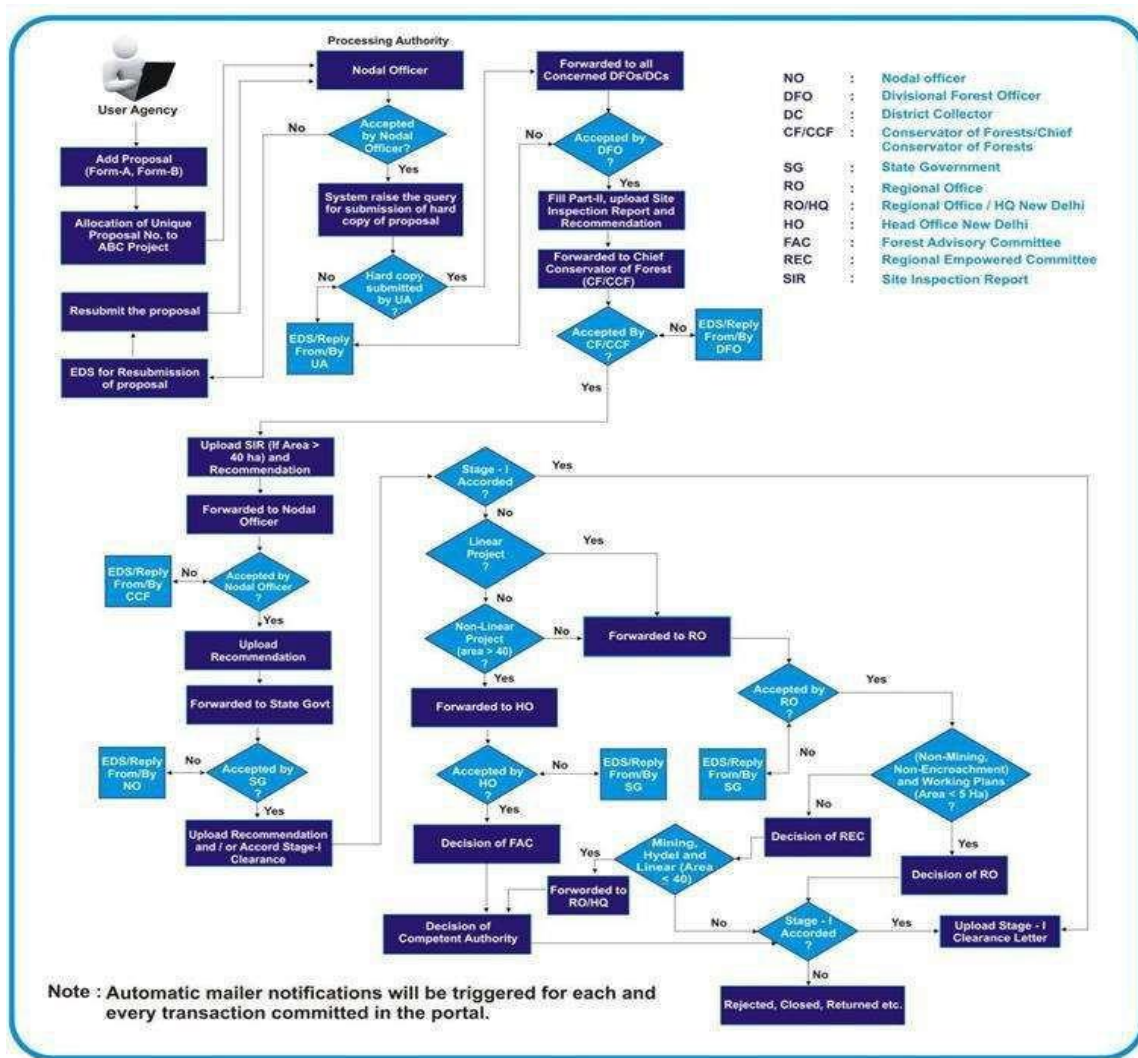 Processing Authority
User Agency
Add Proposal
(Form-A, Form-B)
Allocation of Unique
Proposal No. to
ABC Project
Resubmit the proposal
EDS for Resubmission
of proposal
Nodal Officer
Accepted
by Nodal
Officer?
No
Yes
System raise the query
for submission of hard
copy of proposal
Hard copy
submitted
by UA
?
No
Yes
EDS/Reply
From/By
UA
Forwarded to all
Concerned DFOs/DCs
Accepted by
DFO
?
No
Yes
Fill Part-II, upload Site
Inspection Report and
Recommendation
Forwarded to Chief
Conservator of Forest
(CF/CCF)
Accepted By
CF/CCF
?
No
EDS/Reply
From/By
DFO
Yes
NO : Nodal officer
DFO : Divisional Forest Officer
DC : District Collector
CF/CCF : Conservator of Forests/Chief
Conservator of Forests
SG : State Government
RO : Regional Office
RO/HQ : Regional Office / HQ New Delhi
HO : Head Office New Delhi
FAC : Forest Advisory Committee
REC : Regional Empowered Committee
SIR : Site Inspection Report
Upload SIR (If Area >
40 ha) and
Recommendation
Forwarded to Nodal
Officer
Accepted by
Nodal Officer
?
No
EDS/Reply
From/By
CCF
Yes
Upload
Recommendation
Forwarded to State Govt
Accepted by
SG
?
No
EDS/Reply
From/By
NO
Yes
Upload Recommendation
and / or Accord Stage-I
Clearance
Stage - I
Accorded
?
Yes
No
Linear
Project
?
Yes
No
Non-Linear
Project
(area > 40)
?
No
Forwarded to RO
Yes
Forwarded to HO
Accepted by
HO
?
No
EDS/Reply
From/By
SG
Yes
Decision of FAC
Accepted by
RO
?
Yes
No
EDS/Reply
From/By
SG
(Non-Mining,
Non-Encroachment)
and Working Plans
(Area < 5 Ha)
?
No
Decision of REC
Yes
Decision of RO
Mining,
Hydel and
Linear (Area
≤ 40)
Yes
Forwarded to
RO/HQ
No
Decision of
Competent Authority
Stage - I
Accorded
?
Yes
Upload Stage - I
Clearance Letter
No
Rejected, Closed, Returned etc.
Note : Automatic mailer notifications will be triggered for each and
every transaction committed in the portal.